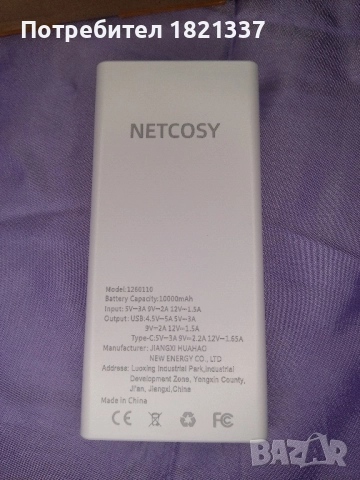 Потребител 1821337
NETCOSY
Model:1260110
Battery Capacity:10000mAh
Input: 5V⎓3A 9V⎓2A 12V⎓1.5A
Output: USB:4.5V⎓5A 5V⎓3A
9V⎓2A 12V⎓1.5A
Type-C:5V⎓3A 9V⎓2.2A 12V⎓1.65A
Manufacturer: JIANGXI HUAHAO
NEW ENERGY CO., LTD
Address: Luoxing Industrial Park,Industrial
Development Zone, Yongxin County,
Ji'an, Jiangxi,China
Made in China
CE FC
BAZAR